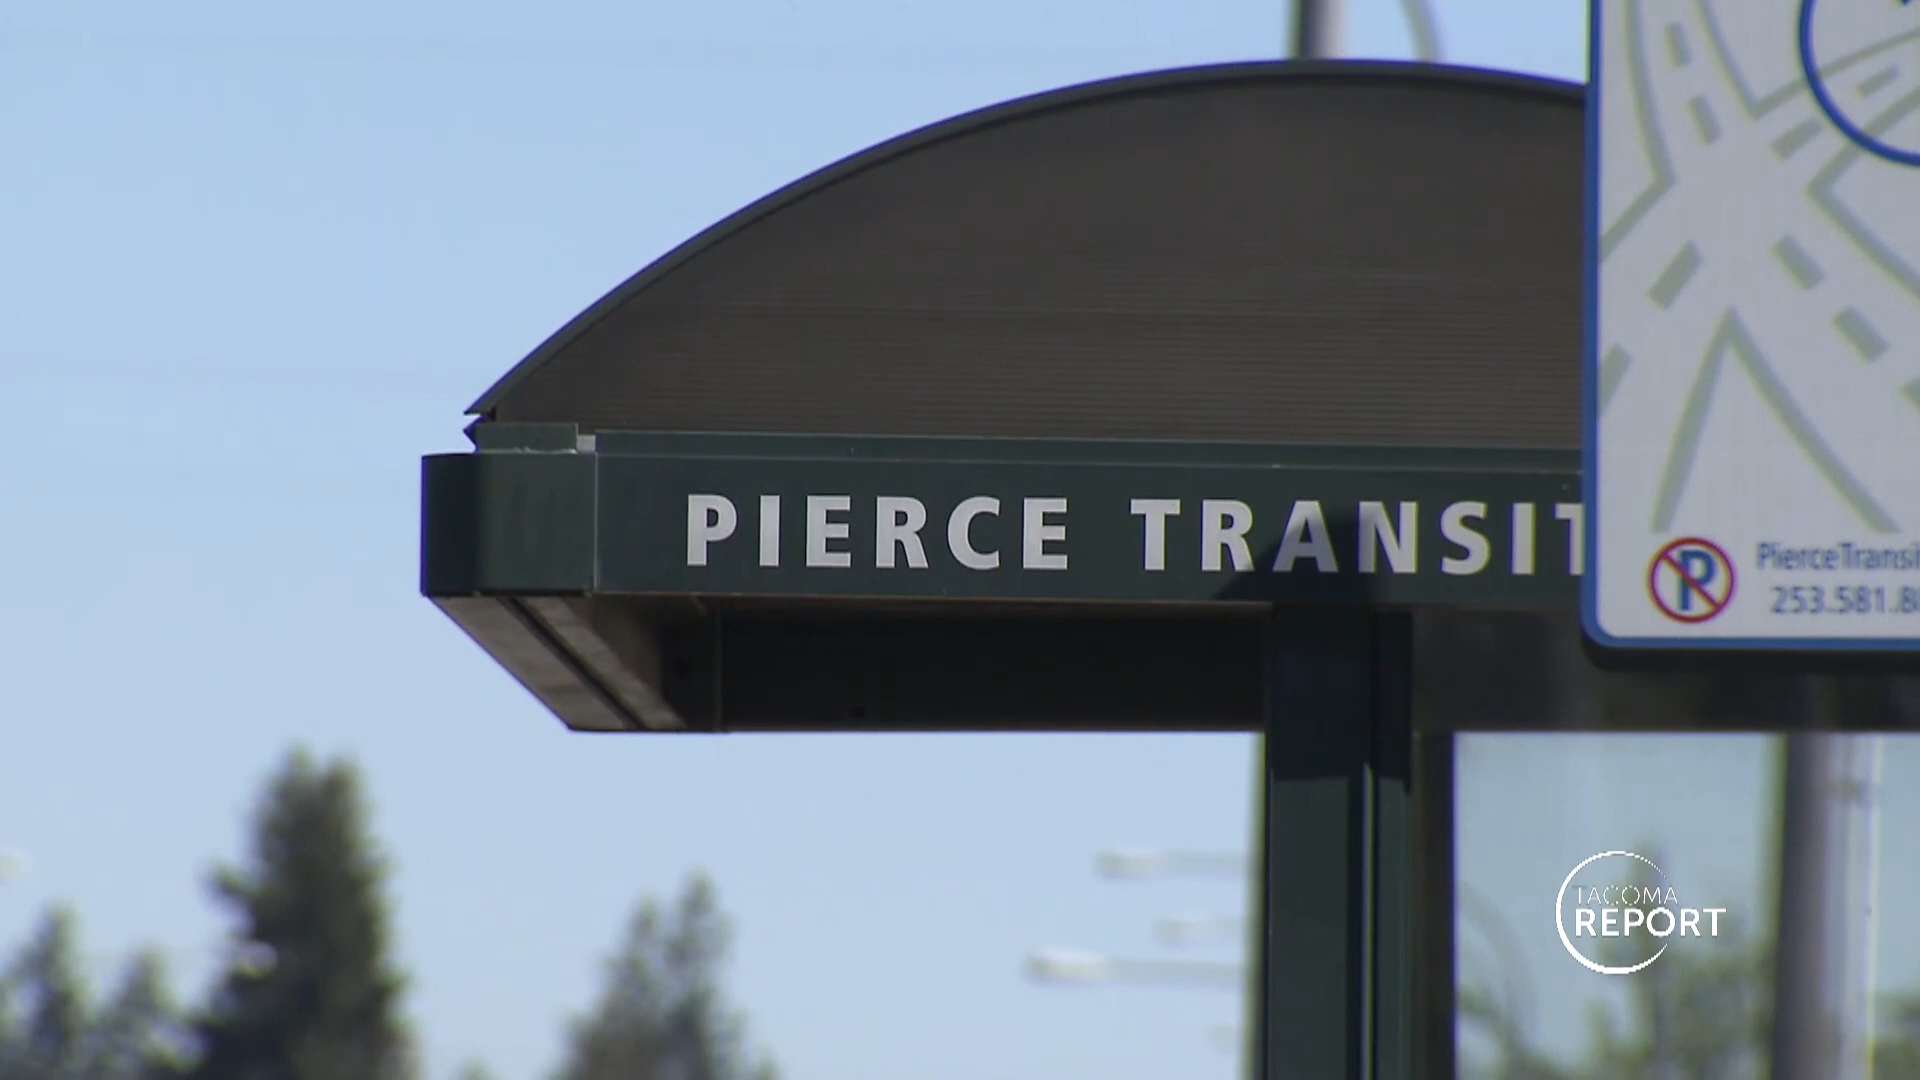 PIERCE TRANSIT
PierceTransi
253.581.8
TACOMA
REPORT